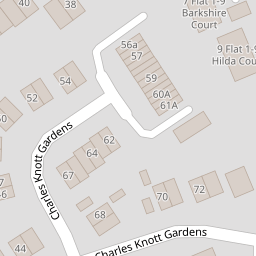 40
38
7 Flat 1-9
Barkshire
Court
56a
57
9 Flat 1-9
Hilda Cou
54
59
52
60A
61A
Charles Knott Gardens
62
64
67
70
72
68
44
Charles Knott Gardens